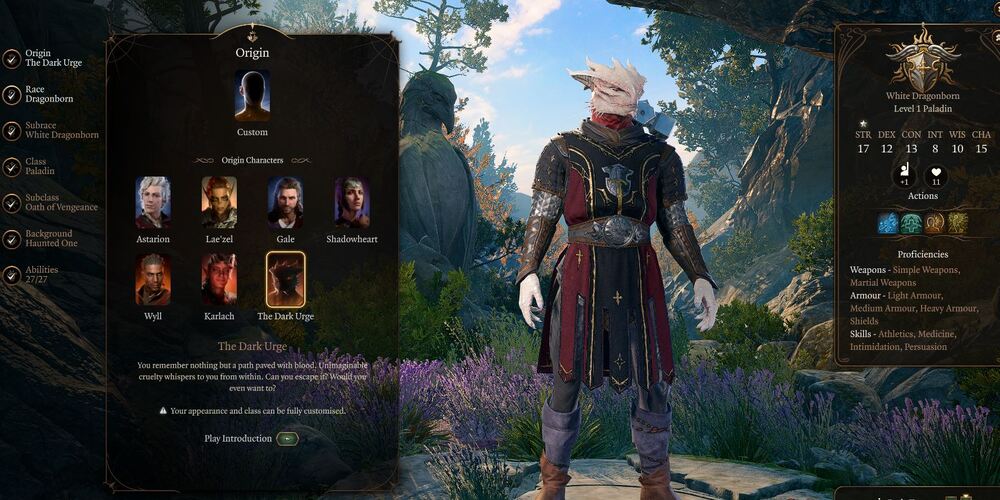 Origin
The Dark Urge
Race
Dragonborn
Subrace
White Dragonborn
Class
Paladin
Subclass
Oath of Vengeance
Background
Haunted One
Abilities
27/27
Origin
Custom
Origin Characters
Astarion
Lae'zel
Gale
Shadowheart
Wyll
Karlach
The Dark Urge
The Dark Urge
You remember nothing but a path paved with blood. Unimaginable
cruelty whispers to you from within. Can you escape it? Would you
even want to?
Your appearance and class can be fully customised.
Play Introduction
White Dragonborn
Level 1 Paladin
STR DEX CON INT WIS CHA
17 12 13 8 10 15
+1 11
Actions
Proficiencies
Weapons - Simple Weapons,
Martial Weapons
Armour - Light Armour,
Medium Armour, Heavy Armour,
Shields
Skills - Athletics, Medicine,
Intimidation, Persuasion